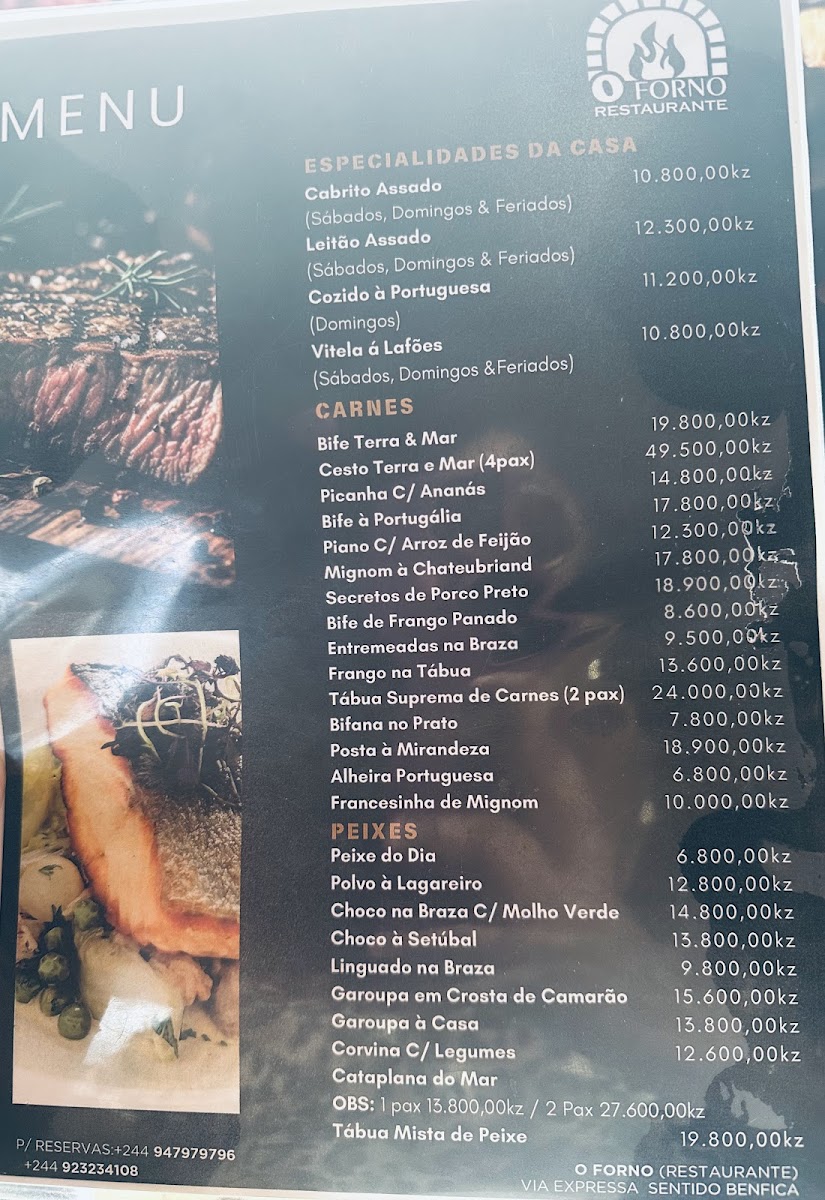 MENU
O FORNO
RESTAURANTE
ESPECIALIDADES DA CASA
Cabrito Assado 10.800,00kz
(Sábados, Domingos & Feriados)
Leitão Assado 12.300,00kz
(Sábados, Domingos & Feriados)
Cozido à Portuguesa 11.200,00kz
(Domingos)
Vitela á Lafões 10.800,00kz
(Sábados, Domingos &Feriados)
CARNES
Bife Terra & Mar 19.800,00kz
Cesto Terra e Mar (4pax) 49.500,00kz
Picanha C/ Ananás 14.800,00kz
Bife à Portugália 17.800,00kz
Piano C/ Arroz de Feijão 12.300,00kz
Mignom à Chateubriand 17.800,00kz
Secretos de Porco Preto 18.900,00kz
Bife de Frango Panado 8.600,00kz
Entremeadas na Braza 9.500,00kz
Frango na Tábua 13.600,00kz
Tábua Suprema de Carnes (2 pax) 24.000,00kz
Bifana no Prato 7.800,00kz
Posta à Mirandeza 18.900,00kz
Alheira Portuguesa 6.800,00kz
Francesinha de Mignom 10.000,00kz
PEIXES
Peixe do Dia 6.800,00kz
Polvo à Lagareiro 12.800,00kz
Choco na Braza C/ Molho Verde 14.800,00kz
Choco à Setúbal 13.800,00kz
Linguado na Braza 9.800,00kz
Garoupa em Crosta de Camarão 15.600,00kz
Garoupa à Casa 13.800,00kz
Corvina C/ Legumes 12.600,00kz
Cataplana do Mar
OBS: 1 pax 13.800,00kz / 2 Pax 27.600,00kz
Tábua Mista de Peixe 19.800,00kz
P/ RESERVAS:+244 947979796
+244 923234108
O FORNO (RESTAURANTE)
VIA EXPRESSA SENTIDO BENFICA